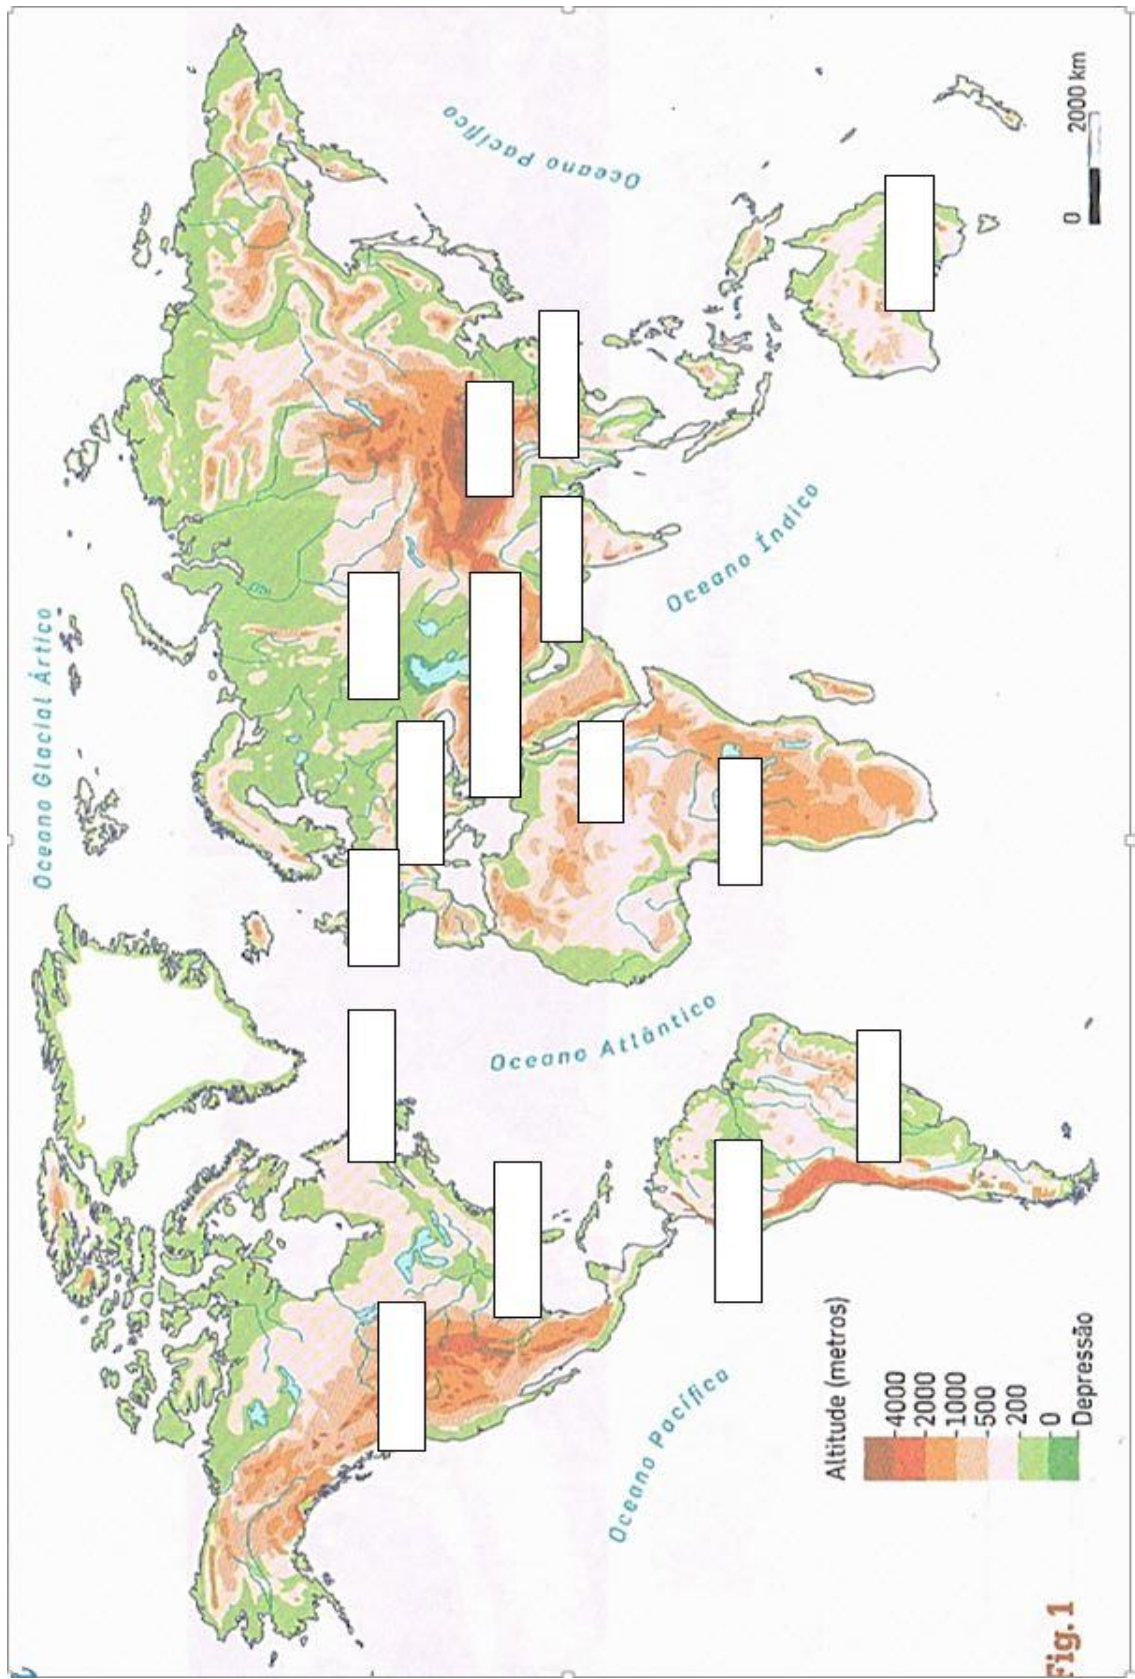 Oceano Glacial Ártico
Oceano Pacífico
Oceano Atlântico
Oceano Índico
Oceano Pacífico
Altitude (metros)
4000
2000
1000
500
200
0
Depressão
0 2000 km
Fig. 1